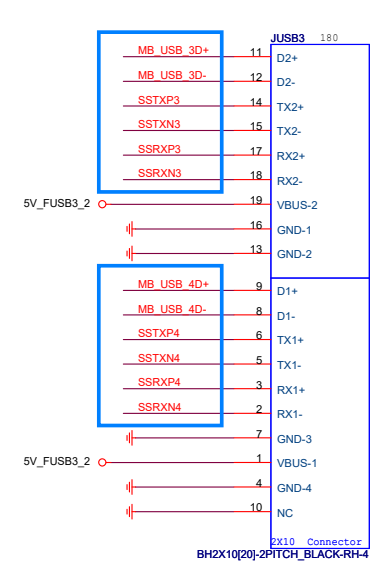 JUSB3 180
MB_USB_3D+ 11 D2+
MB_USB_3D- 12 D2-
SSTXP3 14 TX2+
SSTXN3 15 TX2-
SSRXP3 17 RX2+
SSRXN3 18 RX2-
5V_FUSB3_2 19 VBUS-2
16 GND-1
13 GND-2
MB_USB_4D+ 9 D1+
MB_USB_4D- 8 D1-
SSTXP4 6 TX1+
SSTXN4 5 TX1-
SSRXP4 3 RX1+
SSRXN4 2 RX1-
7 GND-3
5V_FUSB3_2 1 VBUS-1
4 GND-4
10 NC
2X10 Connector
BH2X10[20]-2PITCH_BLACK-RH-4